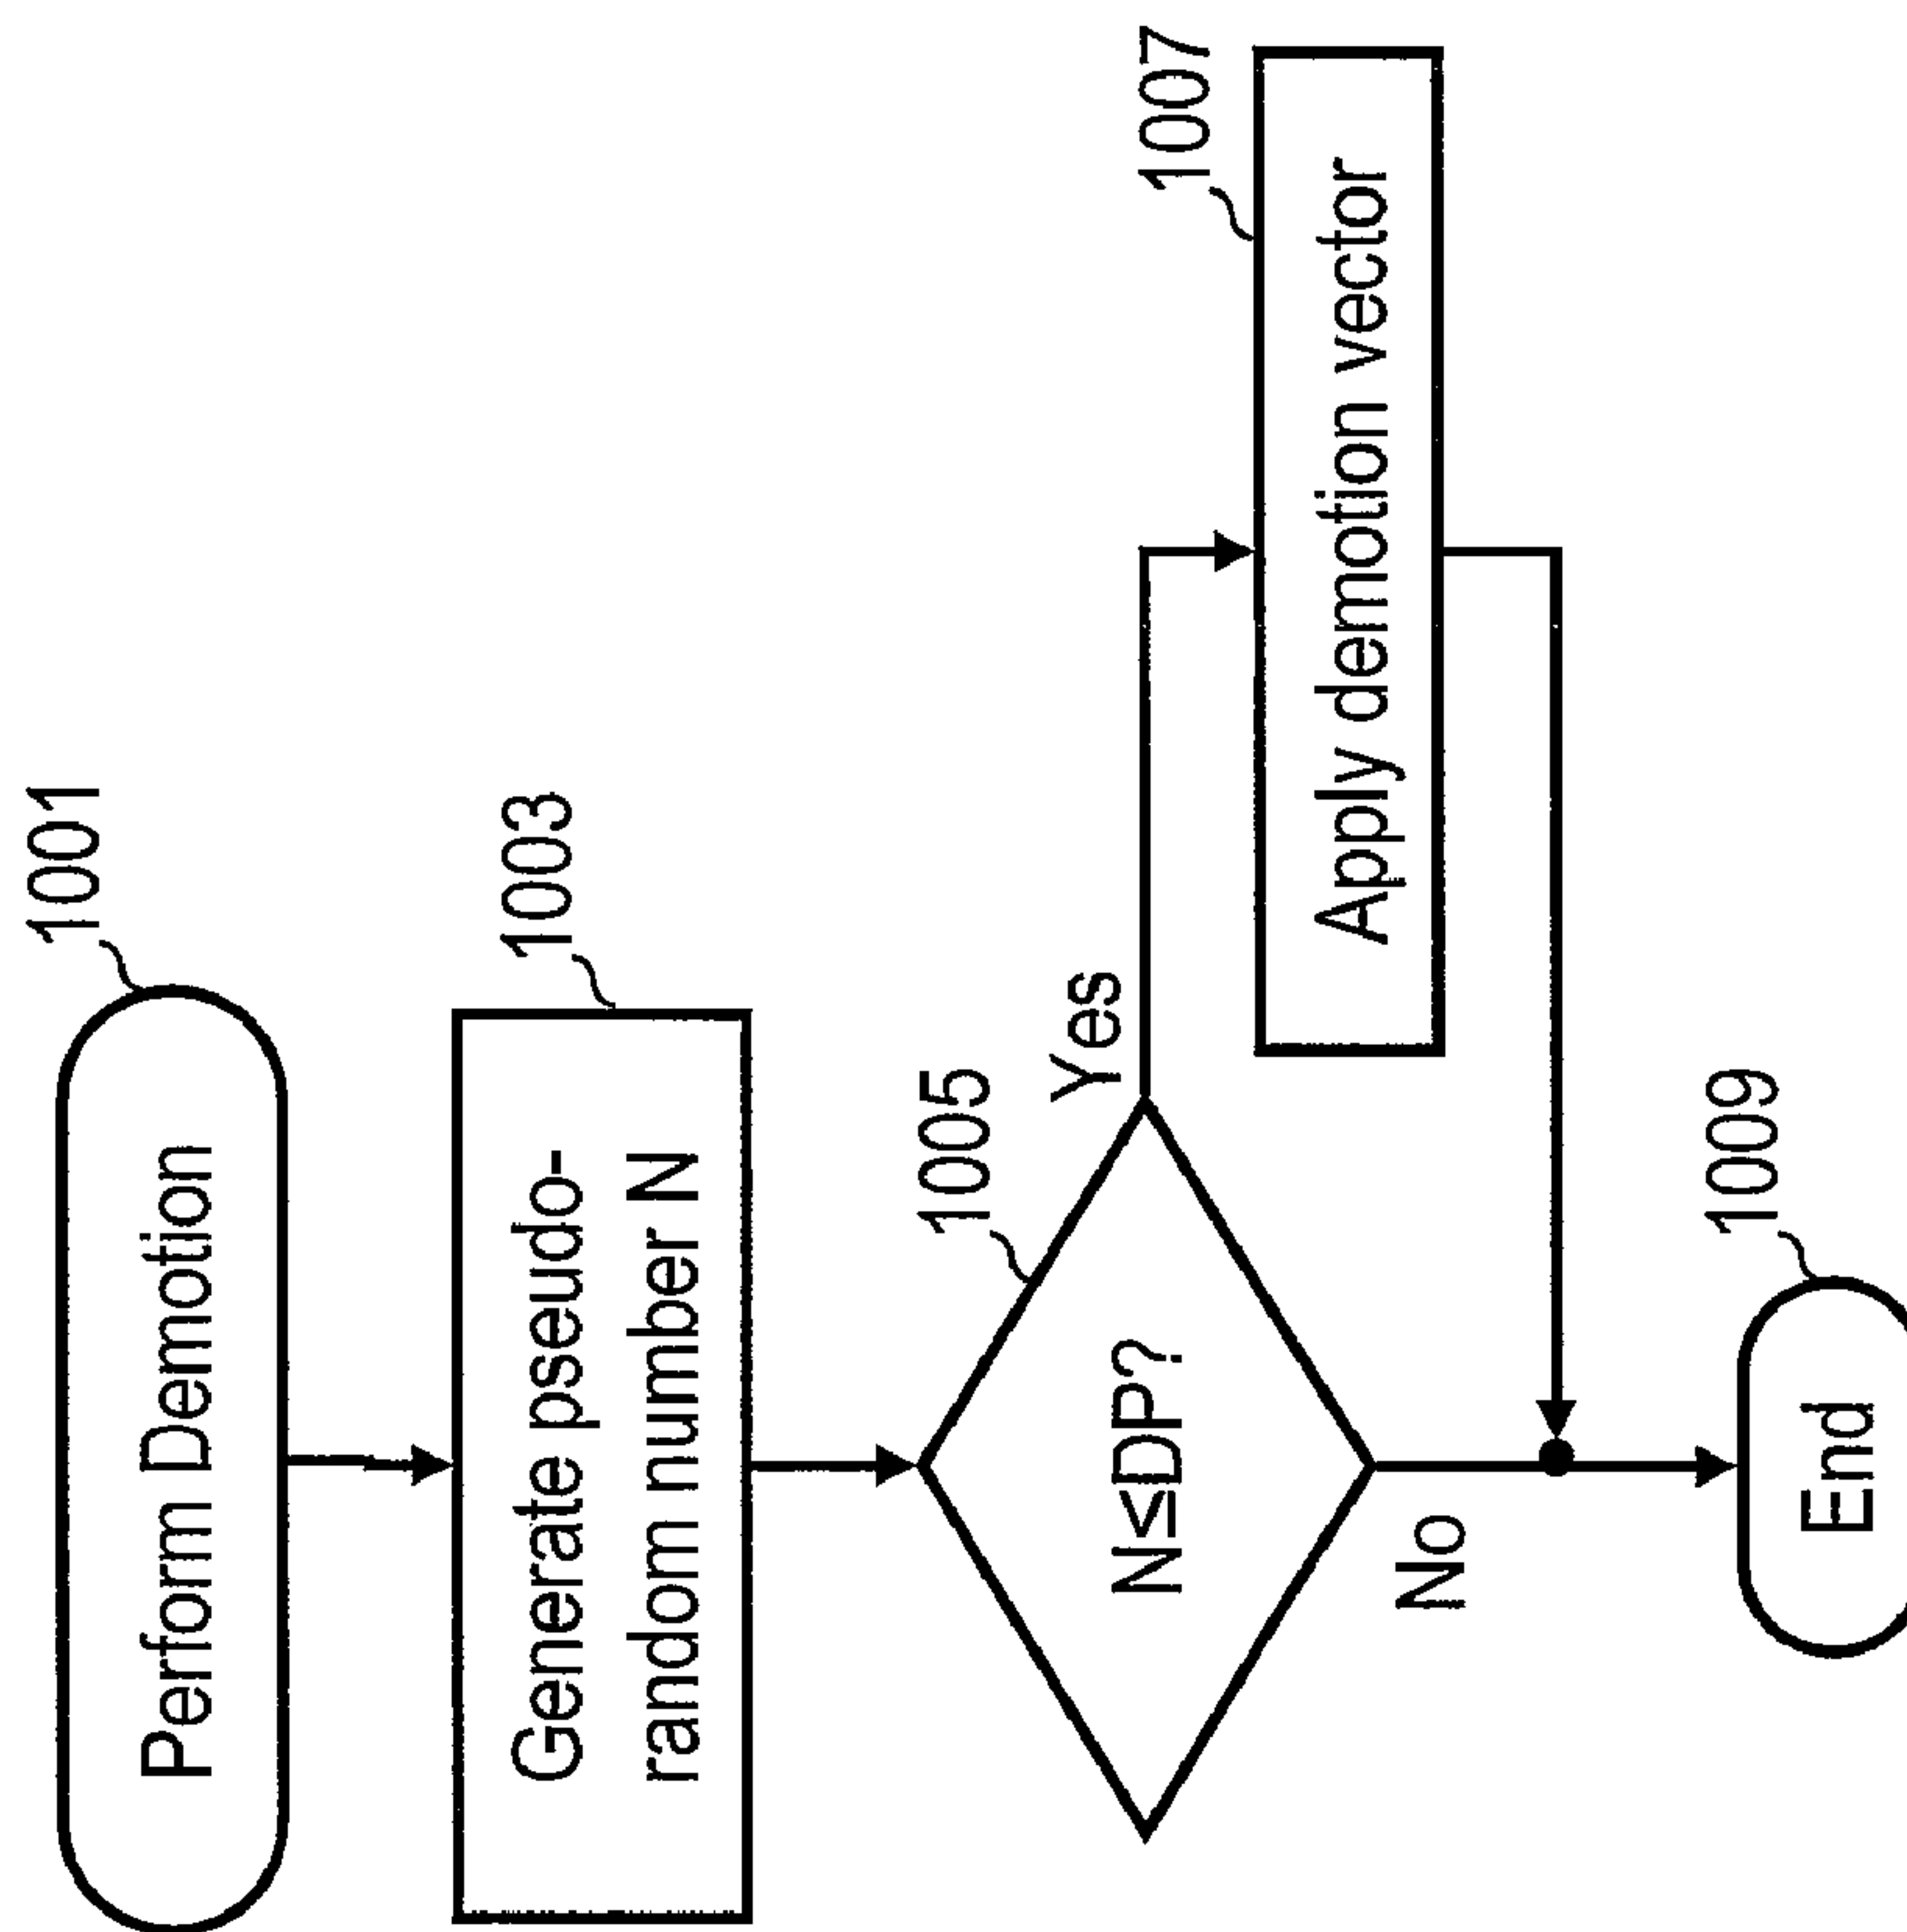 Perform Demotion
1001
Generate pseudo-
random number N
1003
N≤DP?
1005
Yes
No
Apply demotion vector
1007
End
1009